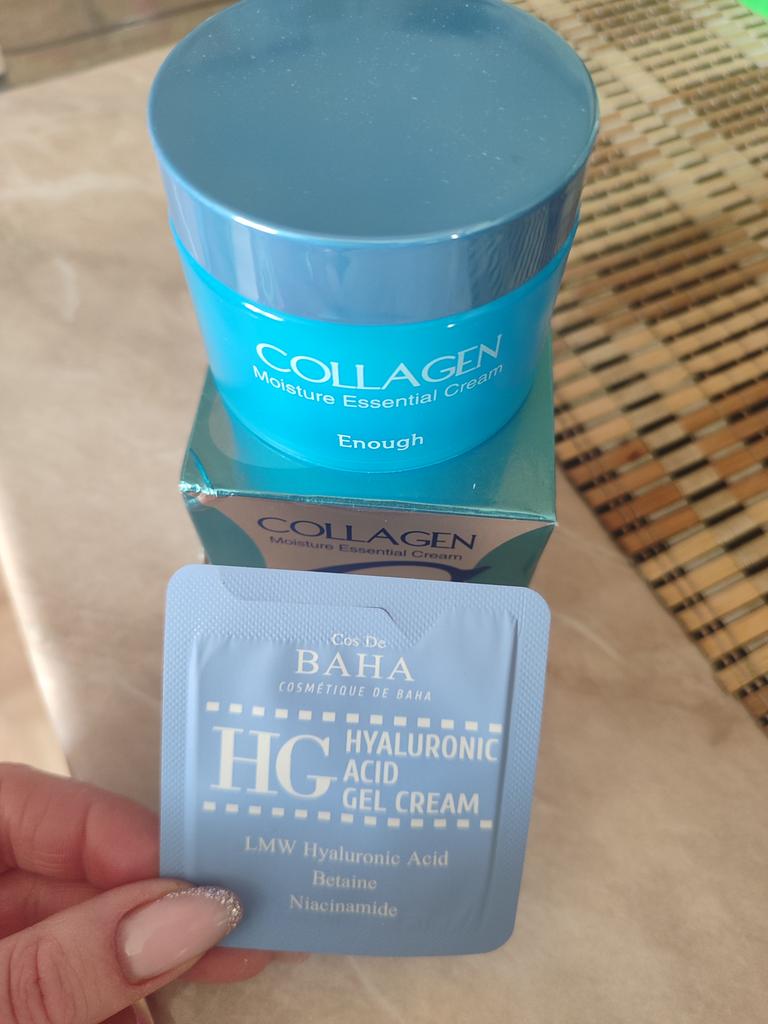 COLLAGEN
Moisture Essential Cream
Enough
COLLAGEN
Moisture Essential Cream
Cos De
BAHA
COSMÉTIQUE DE BAHA
HG
HYALURONIC
ACID
GEL CREAM
LMW Hyaluronic Acid
Betaine
Niacinamide